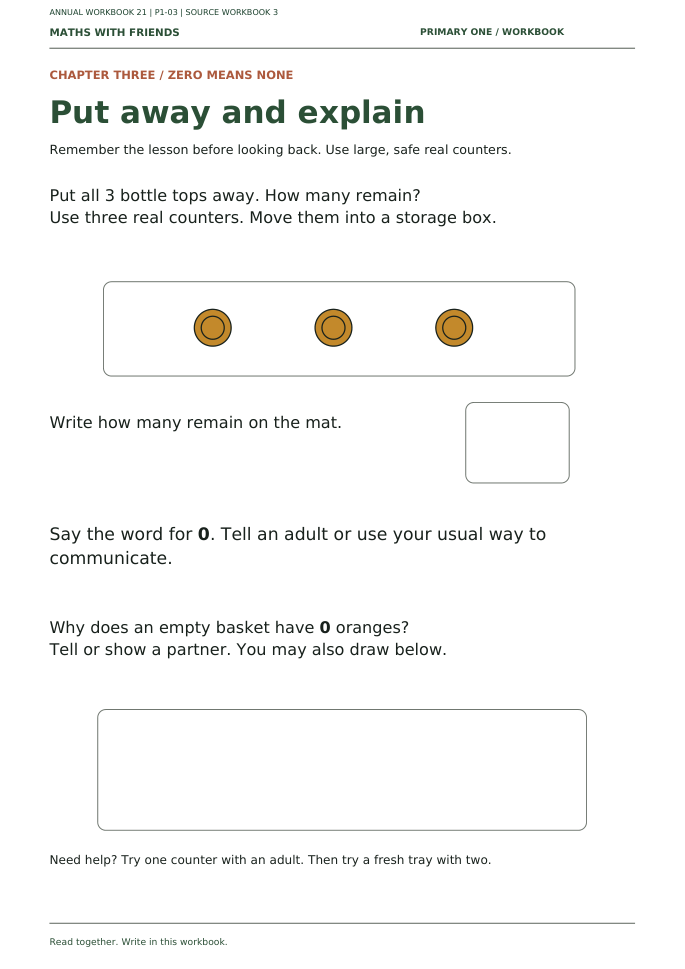 ANNUAL WORKBOOK 21 | P1-03 | SOURCE WORKBOOK 3
MATHS WITH FRIENDS
PRIMARY ONE / WORKBOOK
CHAPTER THREE / ZERO MEANS NONE
Put away and explain
Remember the lesson before looking back. Use large, safe real counters.
Put all 3 bottle tops away. How many remain?
Use three real counters. Move them into a storage box.
Write how many remain on the mat.
Say the word for 0. Tell an adult or use your usual way to
communicate.
Why does an empty basket have 0 oranges?
Tell or show a partner. You may also draw below.
Need help? Try one counter with an adult. Then try a fresh tray with two.
Read together. Write in this workbook.